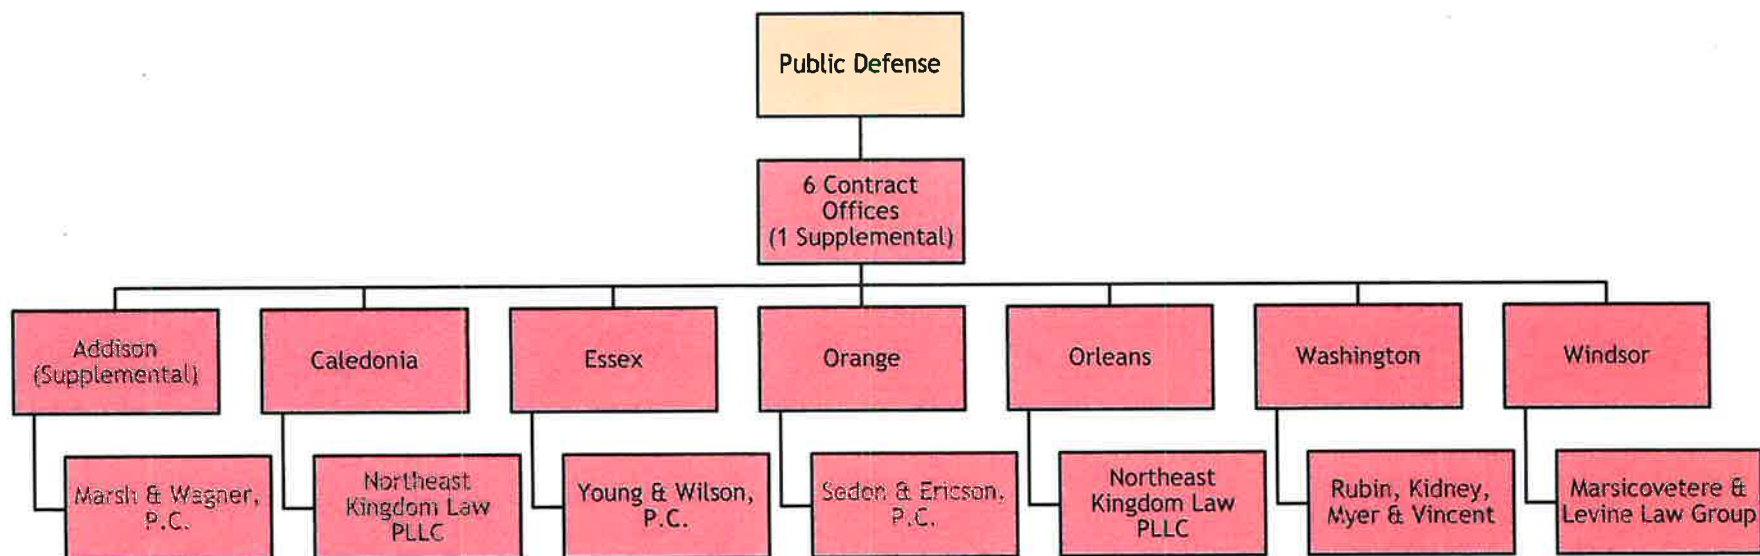 Public Defense
6 Contract
Offices
(1 Supplemental)
Addison
(Supplemental)
Caledonia
Essex
Orange
Orleans
Washington
Windsor
Marsh & Wagner,
P.C.
Northeast
Kingdom Law
PLLC
Young & Wilson,
P.C.
Sedon & Ericson,
P.C.
Northeast
Kingdom Law
PLLC
Rubin, Kidney,
Myer & Vincent
Marsicovetere &
Levine Law Group